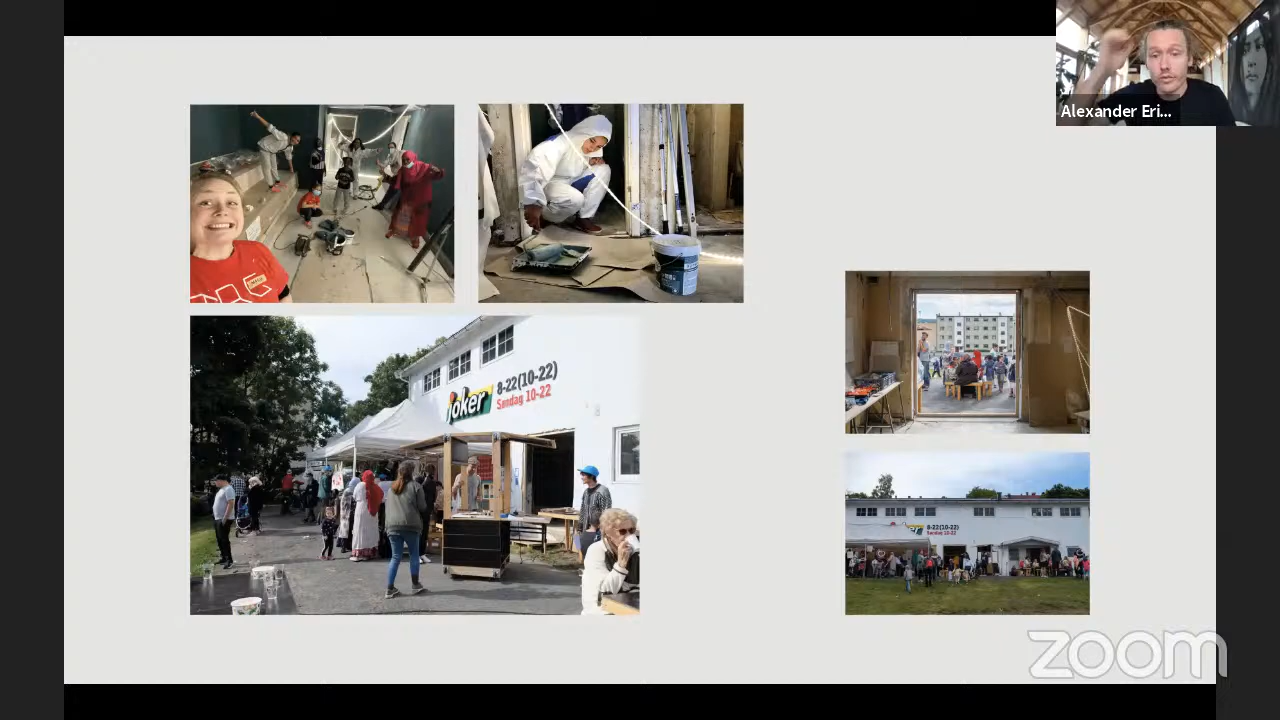 Alexander Eri...
joker
8-22(10-22)
Søndag 10-22
8-22(10-22)
Søndag 10-22
zoom